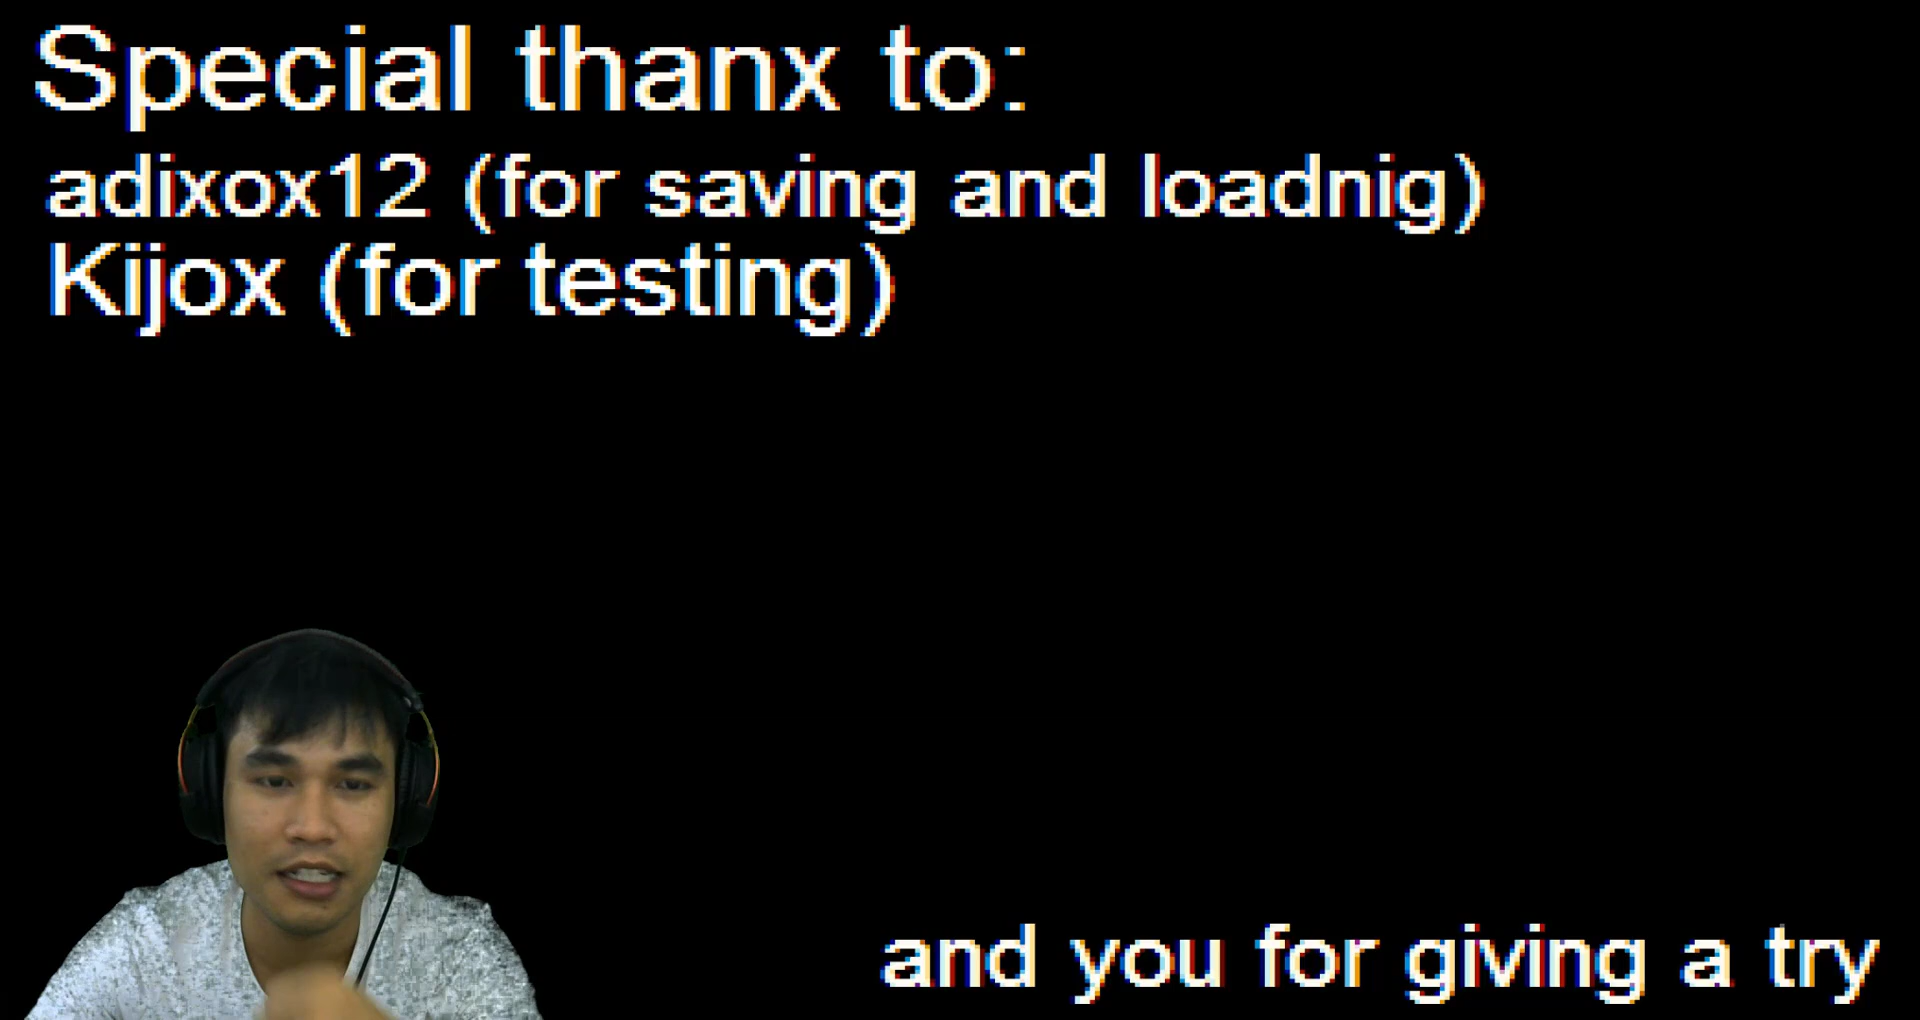 Special thanx to:
adixox12 (for saving and loadnig)
Kijox (for testing)
and you for giving a try